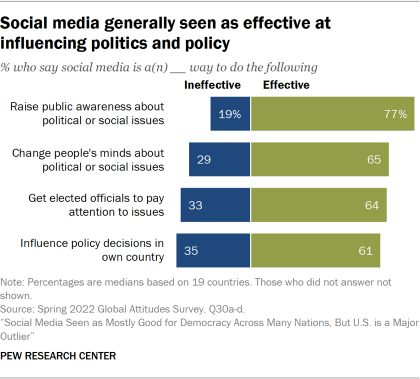 Social media generally seen as effective at
influencing politics and policy
% who say social media is a(n) __ way to do the following
Ineffective Effective
Raise public awareness about
political or social issues
19% 77%
Change people's minds about
political or social issues
29 65
Get elected officials to pay
attention to issues
33 64
Influence policy decisions in
own country
35 61
Note: Percentages are medians based on 19 countries. Those who did not answer not
shown.
Source: Spring 2022 Global Attitudes Survey. Q30a-d.
"Social Media Seen as Mostly Good for Democracy Across Many Nations, But U.S. is a Major
Outlier"
PEW RESEARCH CENTER